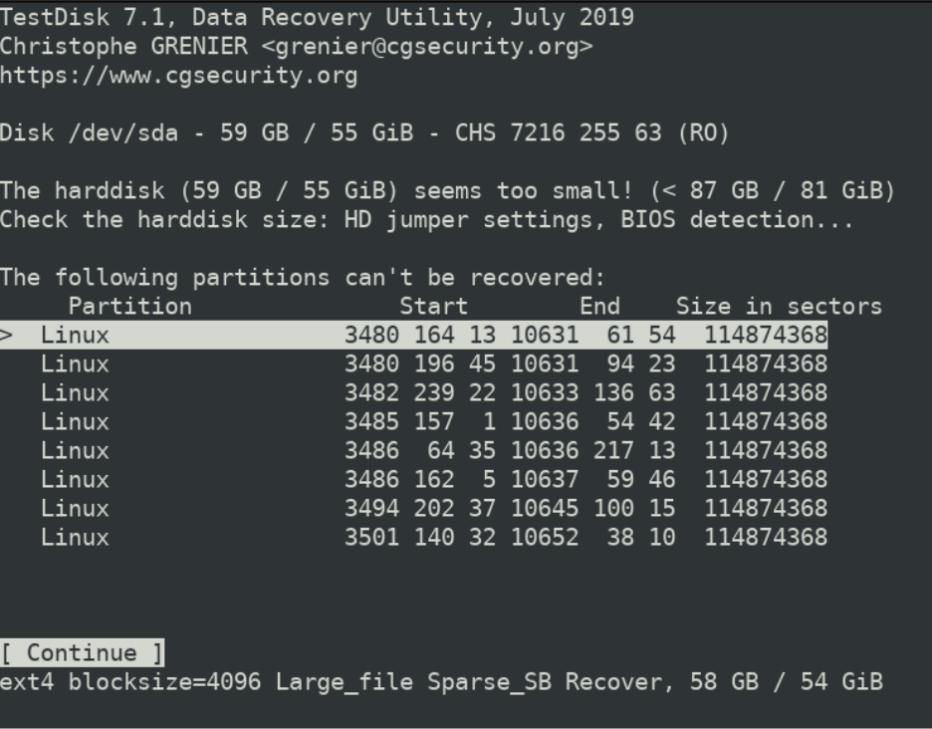 TestDisk 7.1, Data Recovery Utility, July 2019
Christophe GRENIER <grenier@cgsecurity.org>
https://www.cgsecurity.org
Disk /dev/sda - 59 GB / 55 GiB - CHS 7216 255 63 (RO)
The harddisk (59 GB / 55 GiB) seems too small! (< 87 GB / 81 GiB)
Check the harddisk size: HD jumper settings, BIOS detection...
The following partitions can't be recovered:
     Partition               Start        End    Size in sectors
>  Linux                 3480 164 13 10631  61 54  114874368
   Linux                 3480 196 45 10631  94 23  114874368
   Linux                 3482 239 22 10633 136 63  114874368
   Linux                 3485 157  1 10636  54 42  114874368
   Linux                 3486  64 35 10636 217 13  114874368
   Linux                 3486 162  5 10637  59 46  114874368
   Linux                 3494 202 37 10645 100 15  114874368
   Linux                 3501 140 32 10652  38 10  114874368
[ Continue ]
ext4 blocksize=4096 Large_file Sparse_SB Recover, 58 GB / 54 GiB